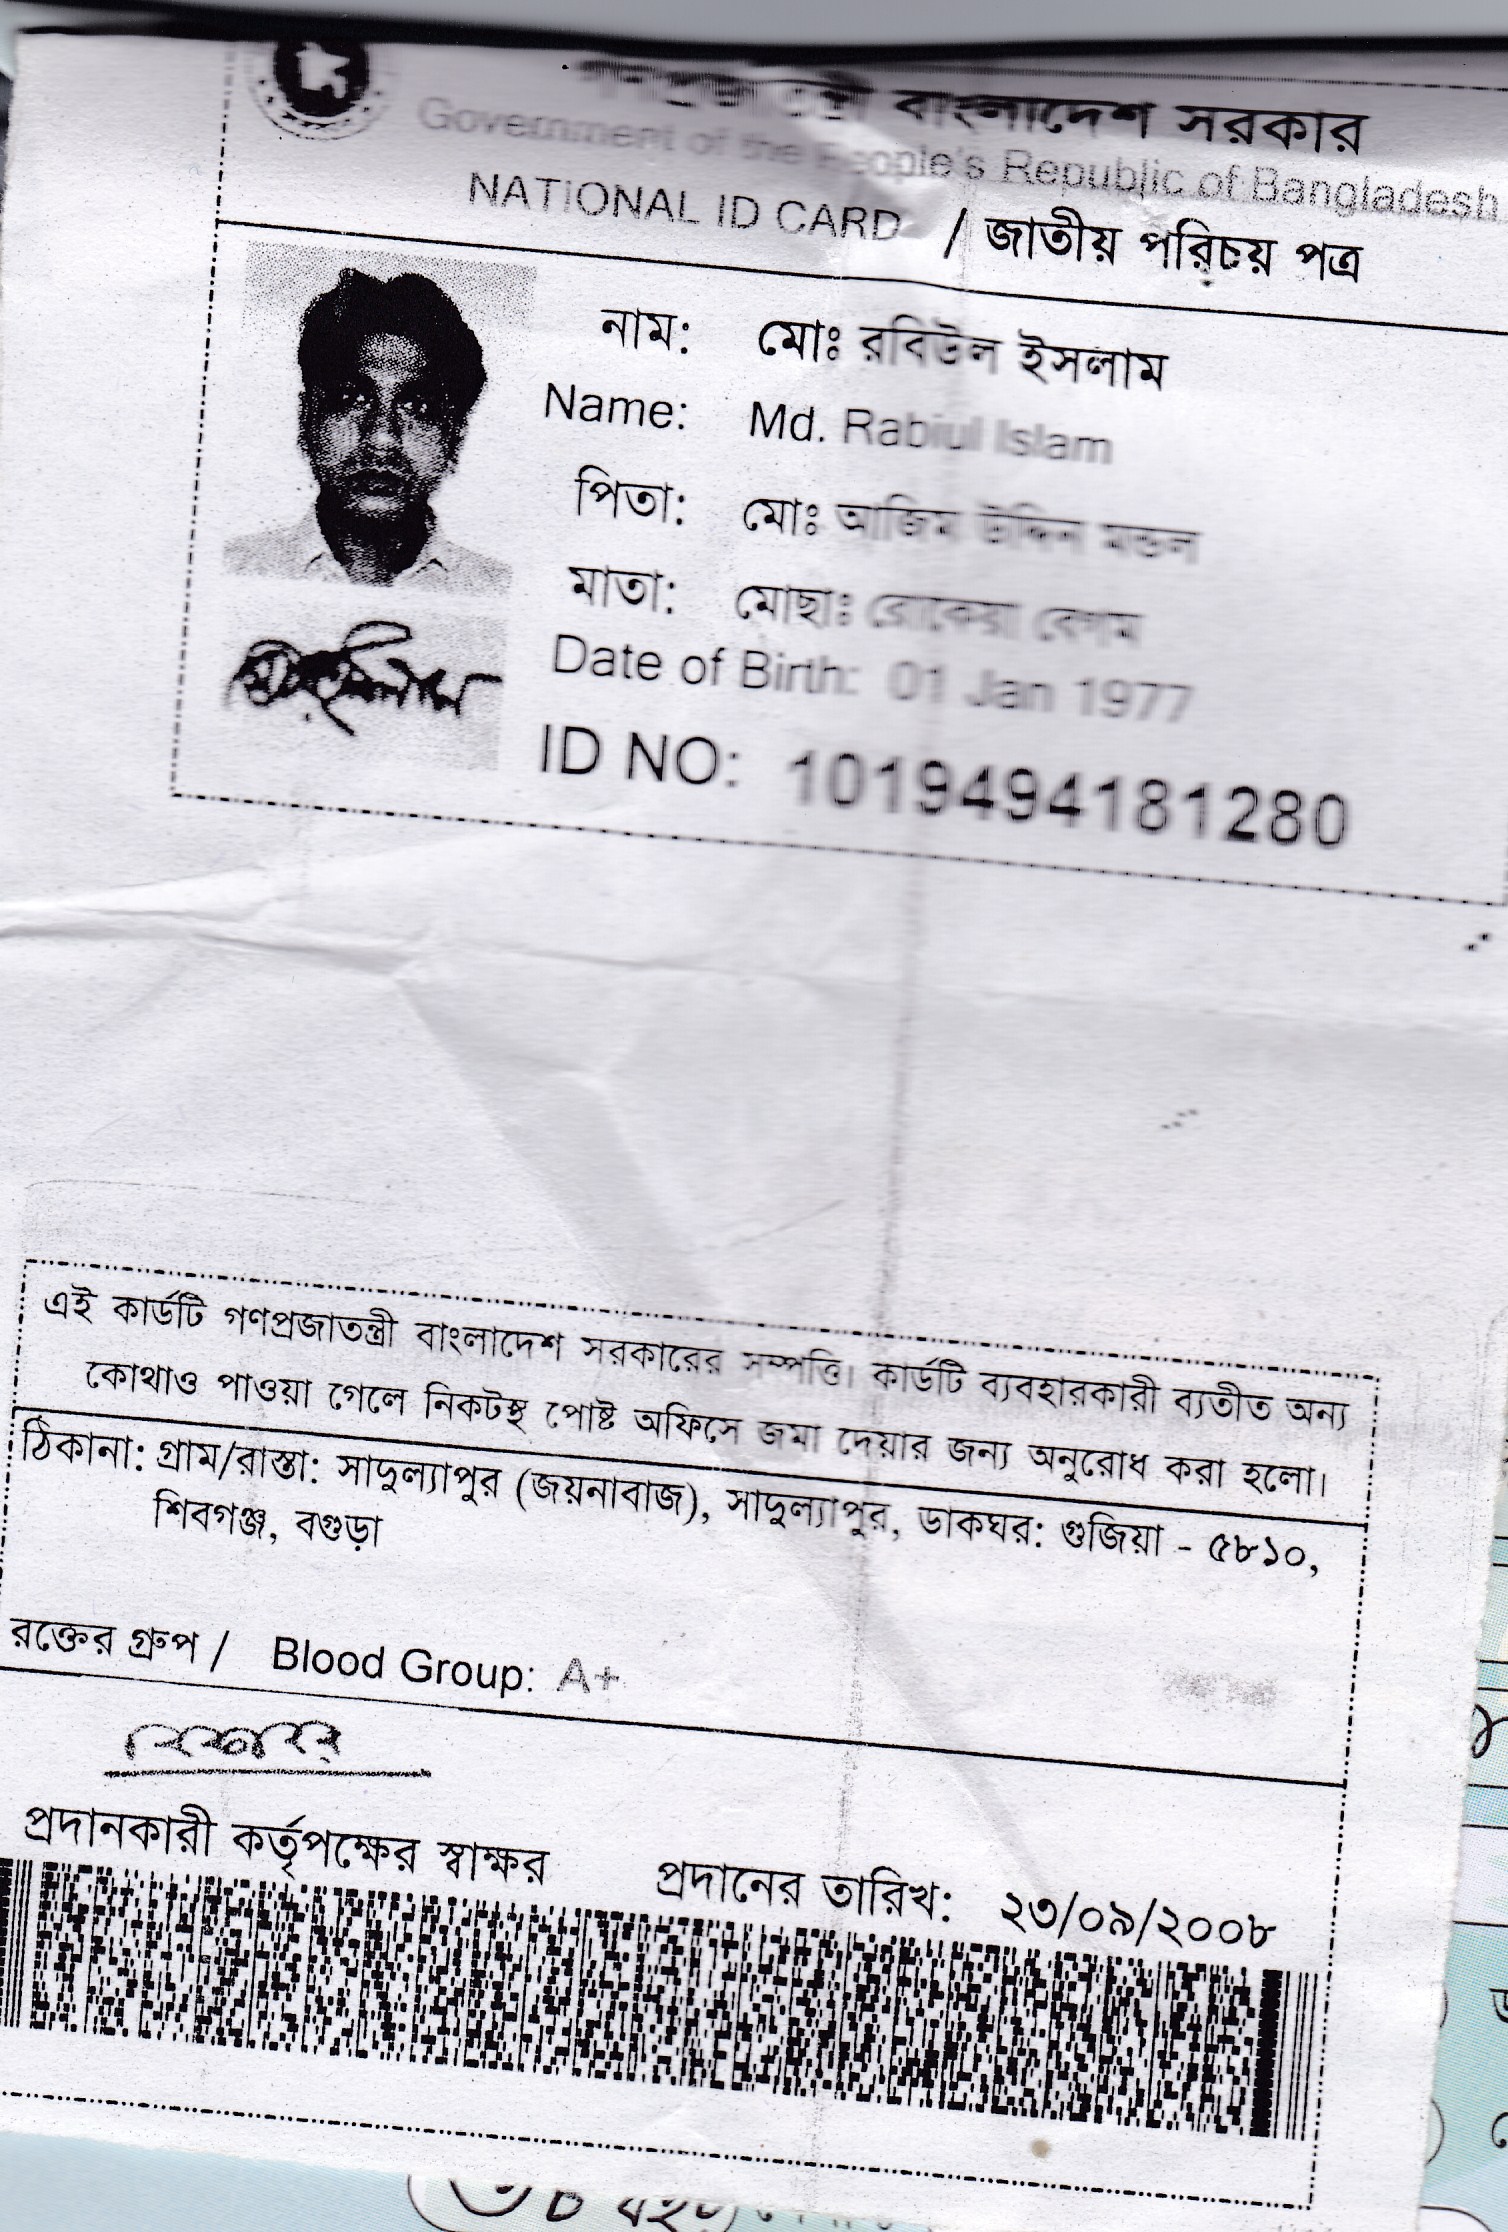 বাংলাদেশ সরকার
Government of the People's Republic of Bangladesh
NATIONAL ID CARD / জাতীয় পরিচয় পত্র
নাম: মোঃ রবিউল ইসলাম
Name: Md. Rabiul Islam
পিতা: মোঃ আজিম উদ্দিন মন্ডল
মাতা: মোছাঃ রোকেয়া বেগম
Date of Birth: 01 Jan 1977
ID NO: 1019494181280
এই কার্ডটি গণপ্রজাতন্ত্রী বাংলাদেশ সরকারের সম্পত্তি। কার্ডটি ব্যবহারকারী ব্যতীত অন্য
কোথাও পাওয়া গেলে নিকটস্থ পোষ্ট অফিসে জমা দেয়ার জন্য অনুরোধ করা হলো।
ঠিকানা: গ্রাম/রাস্তা: সাদুল্যাপুর (জয়নাবাজ), সাদুল্যাপুর, ডাকঘর: গুজিয়া - ৫৮১০,
শিবগঞ্জ, বগুড়া
রক্তের গ্রুপ / Blood Group: A+
প্রদানকারী কর্তৃপক্ষের স্বাক্ষর প্রদানের তারিখ: ২৩/০৯/২০০৮